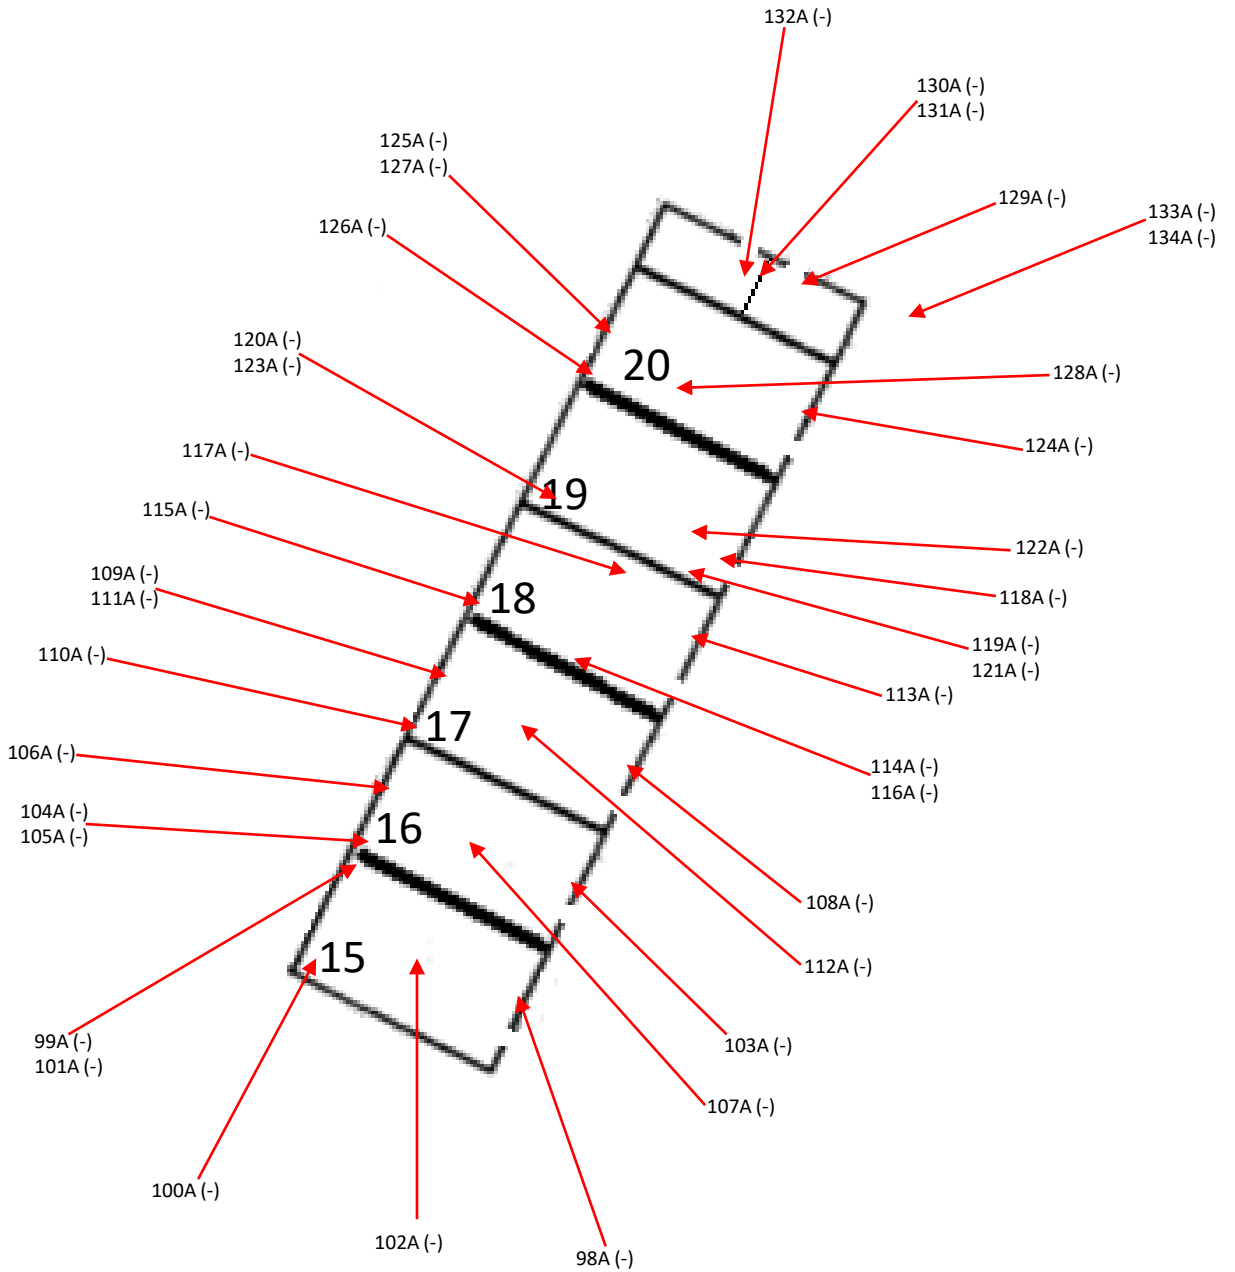 132A (-)
130A (-)
131A (-)
125A (-)
127A (-)
129A (-)
133A (-)
134A (-)
126A (-)
120A (-)
123A (-)
20
128A (-)
124A (-)
117A (-)
19
115A (-)
122A (-)
109A (-)
111A (-)
18
118A (-)
119A (-)
121A (-)
110A (-)
113A (-)
17
106A (-)
114A (-)
116A (-)
104A (-)
105A (-)
16
108A (-)
15
112A (-)
99A (-)
101A (-)
103A (-)
107A (-)
100A (-)
102A (-)
98A (-)